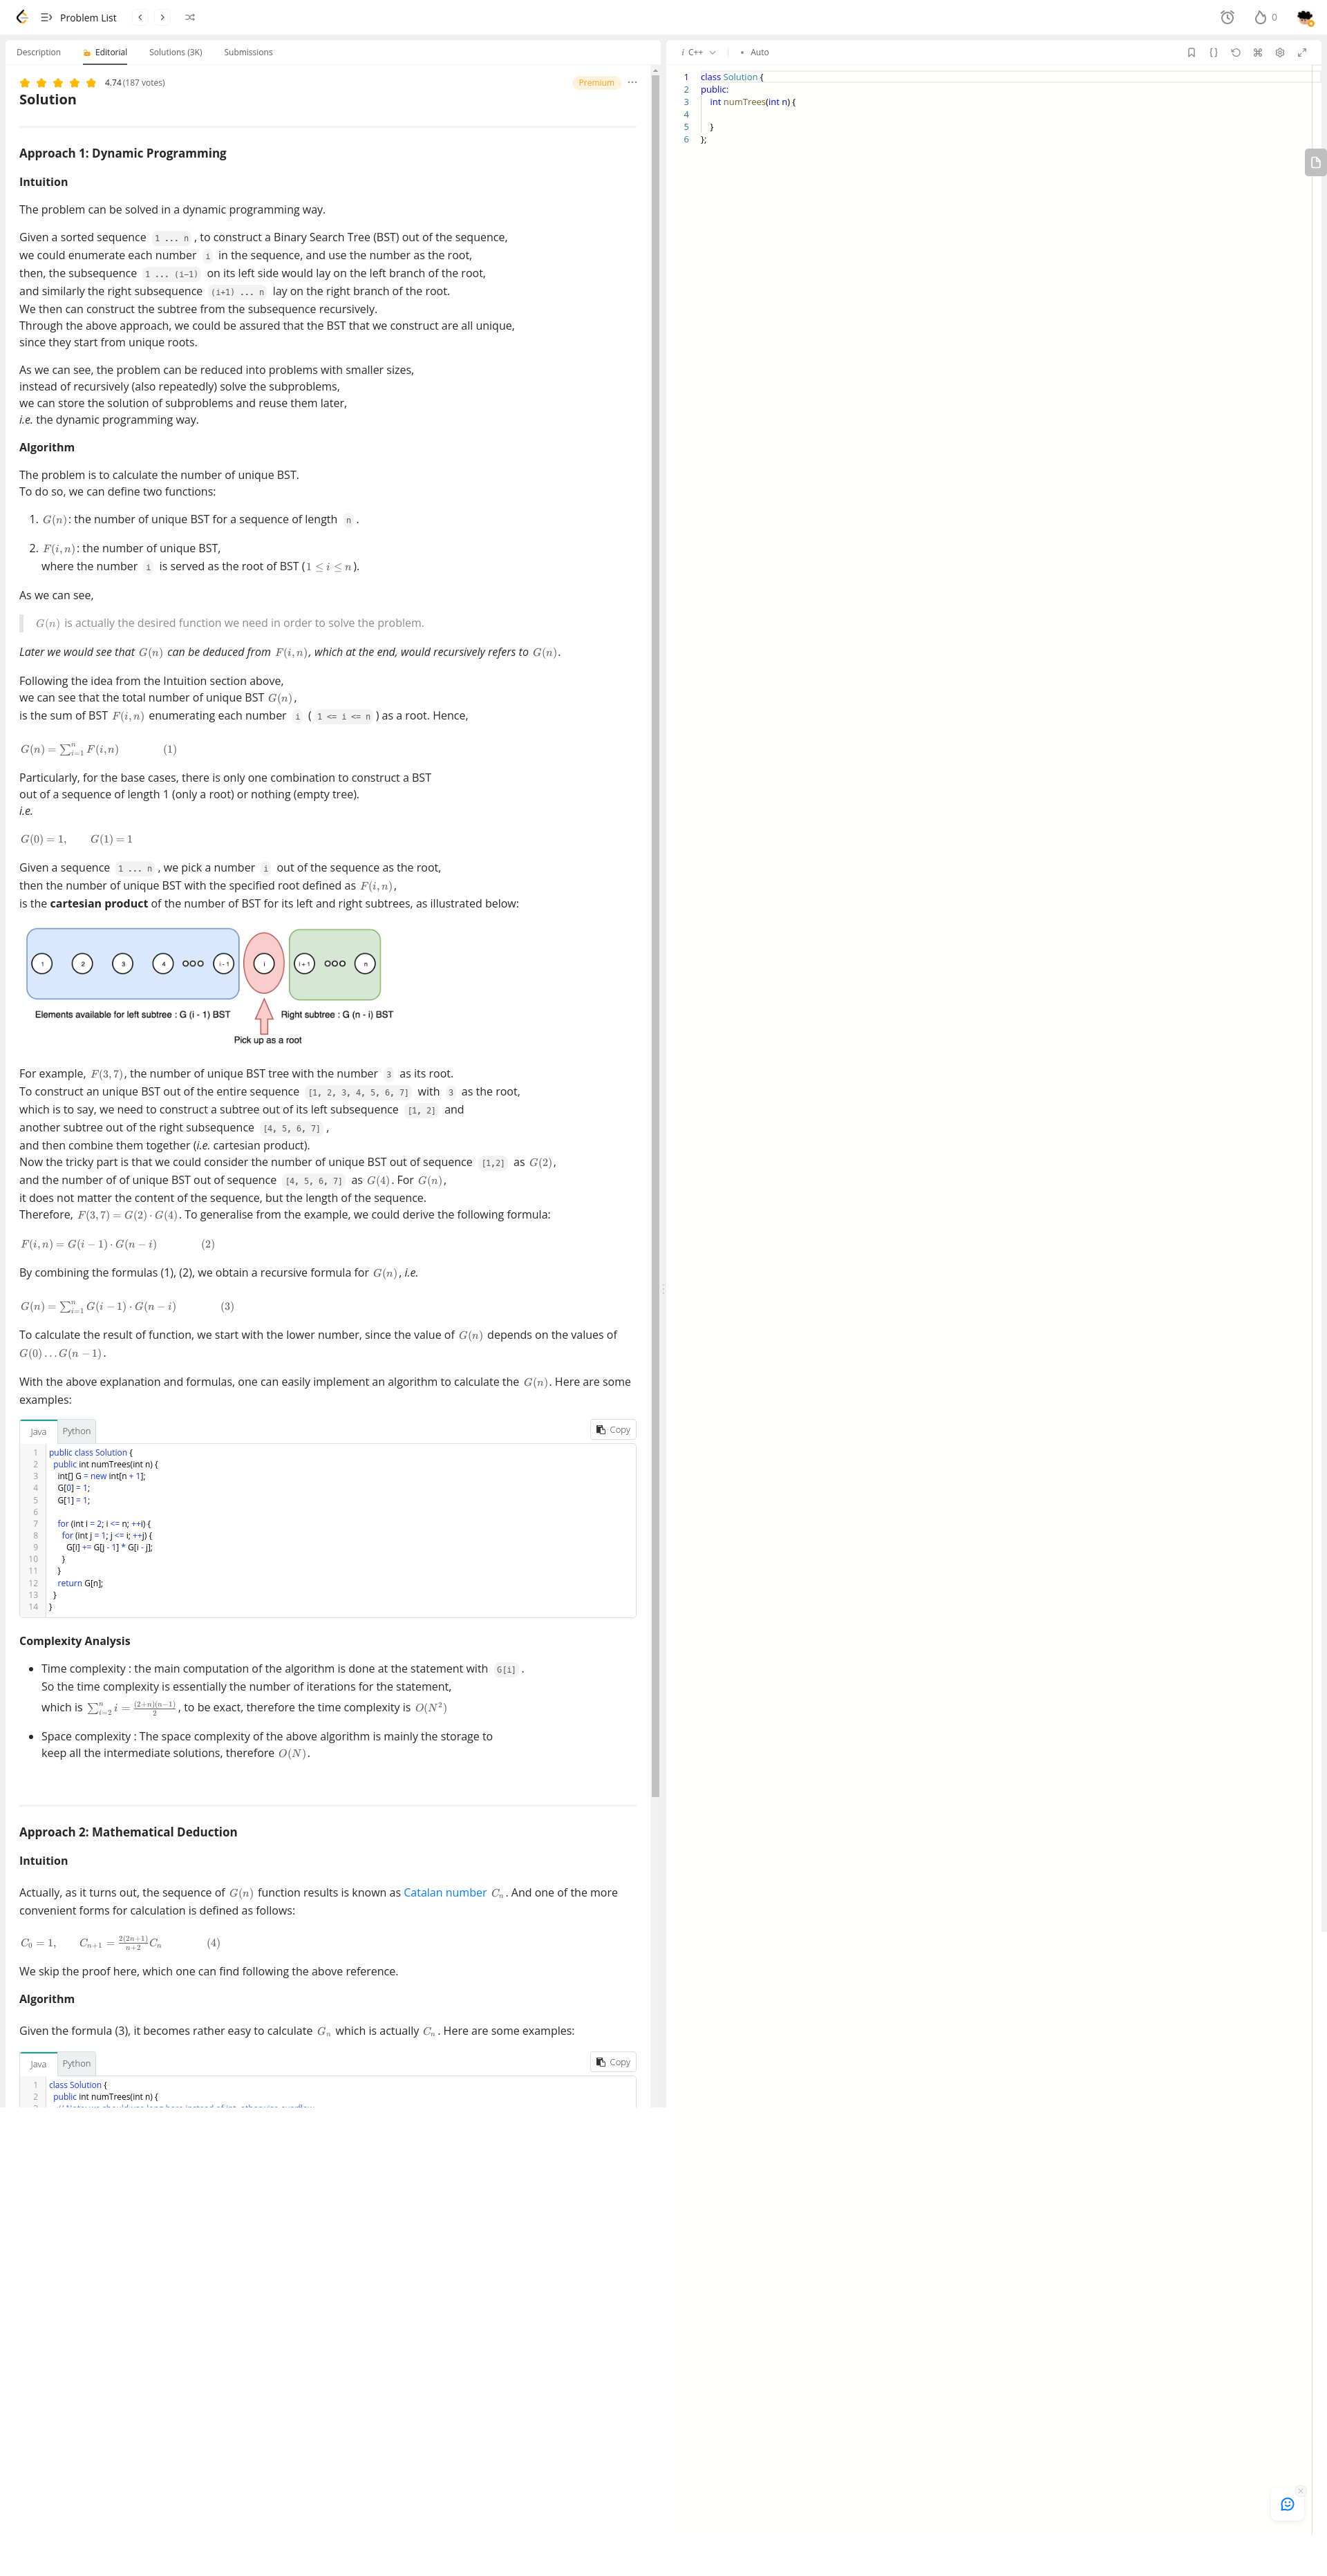 Problem List
0
Description
Editorial
Solutions (3K)
Submissions
4.74 (187 votes)
Premium
Solution
Approach 1: Dynamic Programming
Intuition
The problem can be solved in a dynamic programming way.
Given a sorted sequence 1 ... n , to construct a Binary Search Tree (BST) out of the sequence,
we could enumerate each number i in the sequence, and use the number as the root,
then, the subsequence 1 ... (i-1) on its left side would lay on the left branch of the root,
and similarly the right subsequence (i+1) ... n lay on the right branch of the root.
We then can construct the subtree from the subsequence recursively.
Through the above approach, we could be assured that the BST that we construct are all unique,
since they start from unique roots.
As we can see, the problem can be reduced into problems with smaller sizes,
instead of recursively (also repeatedly) solve the subproblems,
we can store the solution of subproblems and reuse them later,
i.e. the dynamic programming way.
Algorithm
The problem is to calculate the number of unique BST.
To do so, we can define two functions:
1. G(n): the number of unique BST for a sequence of length n .
2. F(i, n): the number of unique BST,
where the number i is served as the root of BST (1 ≤ i ≤ n).
As we can see,
G(n) is actually the desired function we need in order to solve the problem.
Later we would see that G(n) can be deduced from F(i, n), which at the end, would recursively refers to G(n).
Following the idea from the Intuition section above,
we can see that the total number of unique BST G(n),
is the sum of BST F(i, n) enumerating each number i ( 1 <= i <= n ) as a root. Hence,
G(n) = ∑ⁿᵢ₌₁ F(i, n) (1)
Particularly, for the base cases, there is only one combination to construct a BST
out of a sequence of length 1 (only a root) or nothing (empty tree).
i.e.
G(0) = 1, G(1) = 1
Given a sequence 1 ... n , we pick a number i out of the sequence as the root,
then the number of unique BST with the specified root defined as F(i, n),
is the cartesian product of the number of BST for its left and right subtrees, as illustrated below:
1 2 3 4 i - 1 i i + 1 n
Elements available for left subtree : G (i - 1) BST
Right subtree : G (n - i) BST
Pick up as a root
For example, F(3, 7), the number of unique BST tree with the number 3 as its root.
To construct an unique BST out of the entire sequence [1, 2, 3, 4, 5, 6, 7] with 3 as the root,
which is to say, we need to construct a subtree out of its left subsequence [1, 2] and
another subtree out of the right subsequence [4, 5, 6, 7] ,
and then combine them together (i.e. cartesian product).
Now the tricky part is that we could consider the number of unique BST out of sequence [1,2] as G(2),
and the number of of unique BST out of sequence [4, 5, 6, 7] as G(4). For G(n),
it does not matter the content of the sequence, but the length of the sequence.
Therefore, F(3, 7) = G(2) · G(4). To generalise from the example, we could derive the following formula:
F(i, n) = G(i − 1) · G(n − i) (2)
By combining the formulas (1), (2), we obtain a recursive formula for G(n), i.e.
G(n) = ∑ⁿᵢ₌₁ G(i − 1) · G(n − i) (3)
To calculate the result of function, we start with the lower number, since the value of G(n) depends on the values of
G(0) … G(n − 1).
With the above explanation and formulas, one can easily implement an algorithm to calculate the G(n). Here are some
examples:
Java
Python
Copy
1 public class Solution {
2 public int numTrees(int n) {
3 int[] G = new int[n + 1];
4 G[0] = 1;
5 G[1] = 1;
6
7 for (int i = 2; i <= n; ++i) {
8 for (int j = 1; j <= i; ++j) {
9 G[i] += G[j - 1] * G[i - j];
10 }
11 }
12 return G[n];
13 }
14 }
Complexity Analysis
• Time complexity : the main computation of the algorithm is done at the statement with G[i] .
So the time complexity is essentially the number of iterations for the statement,
which is ∑ⁿᵢ₌₂ i = (2+n)(n−1)/2, to be exact, therefore the time complexity is O(N²)
• Space complexity : The space complexity of the above algorithm is mainly the storage to
keep all the intermediate solutions, therefore O(N).
Approach 2: Mathematical Deduction
Intuition
Actually, as it turns out, the sequence of G(n) function results is known as Catalan number Cₙ. And one of the more
convenient forms for calculation is defined as follows:
C₀ = 1, Cₙ₊₁ = 2(2n+1)/n+2 Cₙ (4)
We skip the proof here, which one can find following the above reference.
Algorithm
Given the formula (3), it becomes rather easy to calculate Gₙ which is actually Cₙ. Here are some examples:
Java
Python
Copy
1 class Solution {
2 public int numTrees(int n) {
i C++
• Auto
{}
1 class Solution {
2 public:
3 int numTrees(int n) {
4
5 }
6 };